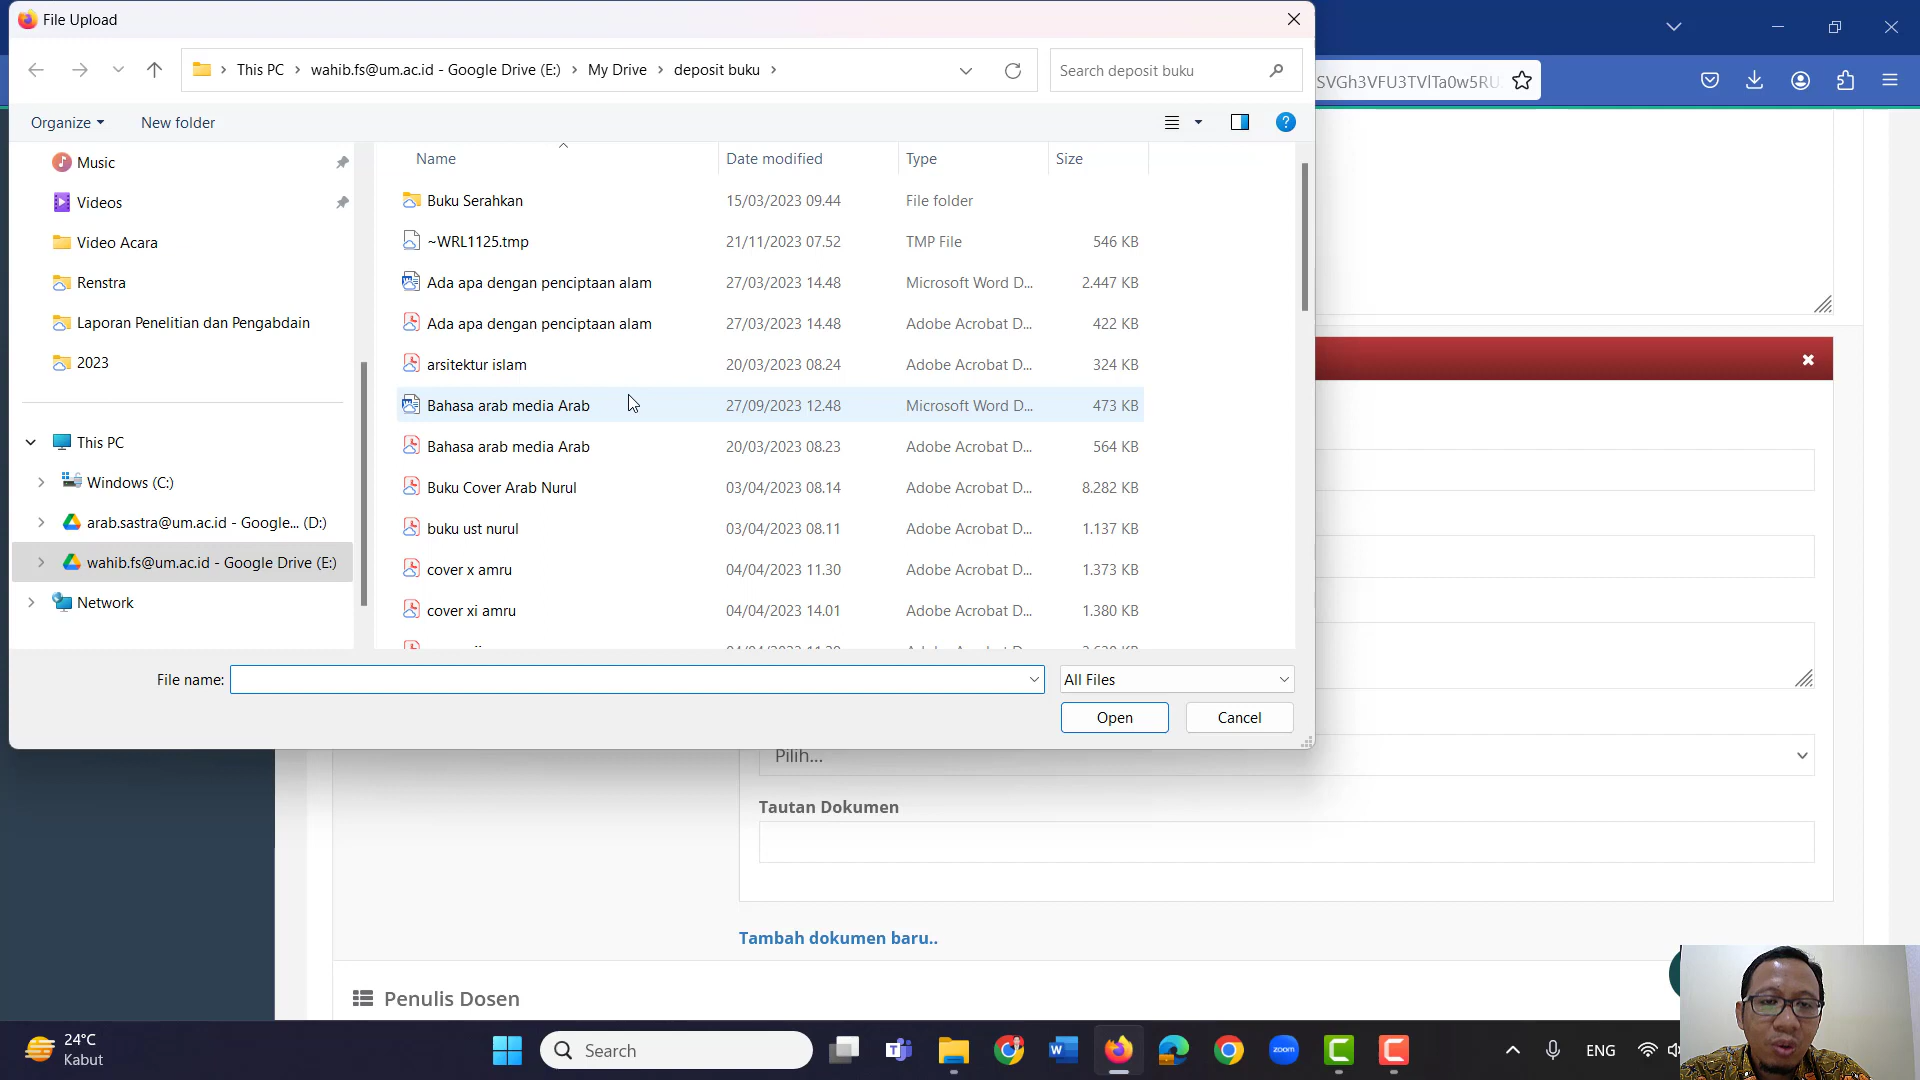 File Upload
This PC > wahib.fs@um.ac.id - Google Drive (E:) > My Drive > deposit buku >
Search deposit buku
SVGh3VFU3TVlTa0w5RU
Organize
New folder
Name Date modified Type Size
Music
Videos
Video Acara
Renstra
Laporan Penelitian dan Pengabdain
2023
This PC
Windows (C:)
arab.sastra@um.ac.id - Google... (D:)
wahib.fs@um.ac.id - Google Drive (E:)
Network
Buku Serahkan 15/03/2023 09.44 File folder
~WRL1125.tmp 21/11/2023 07.52 TMP File 546 KB
Ada apa dengan penciptaan alam 27/03/2023 14.48 Microsoft Word D... 2.447 KB
Ada apa dengan penciptaan alam 27/03/2023 14.48 Adobe Acrobat D... 422 KB
arsitektur islam 20/03/2023 08.24 Adobe Acrobat D... 324 KB
Bahasa arab media Arab 27/09/2023 12.48 Microsoft Word D... 473 KB
Bahasa arab media Arab 20/03/2023 08.23 Adobe Acrobat D... 564 KB
Buku Cover Arab Nurul 03/04/2023 08.14 Adobe Acrobat D... 8.282 KB
buku ust nurul 03/04/2023 08.11 Adobe Acrobat D... 1.137 KB
cover x amru 04/04/2023 11.30 Adobe Acrobat D... 1.373 KB
cover xi amru 04/04/2023 14.01 Adobe Acrobat D... 1.380 KB
File name:
All Files
Open
Cancel
Pilih...
Tautan Dokumen
Tambah dokumen baru..
Penulis Dosen
24°C
Kabut
Search
zoom
ENG